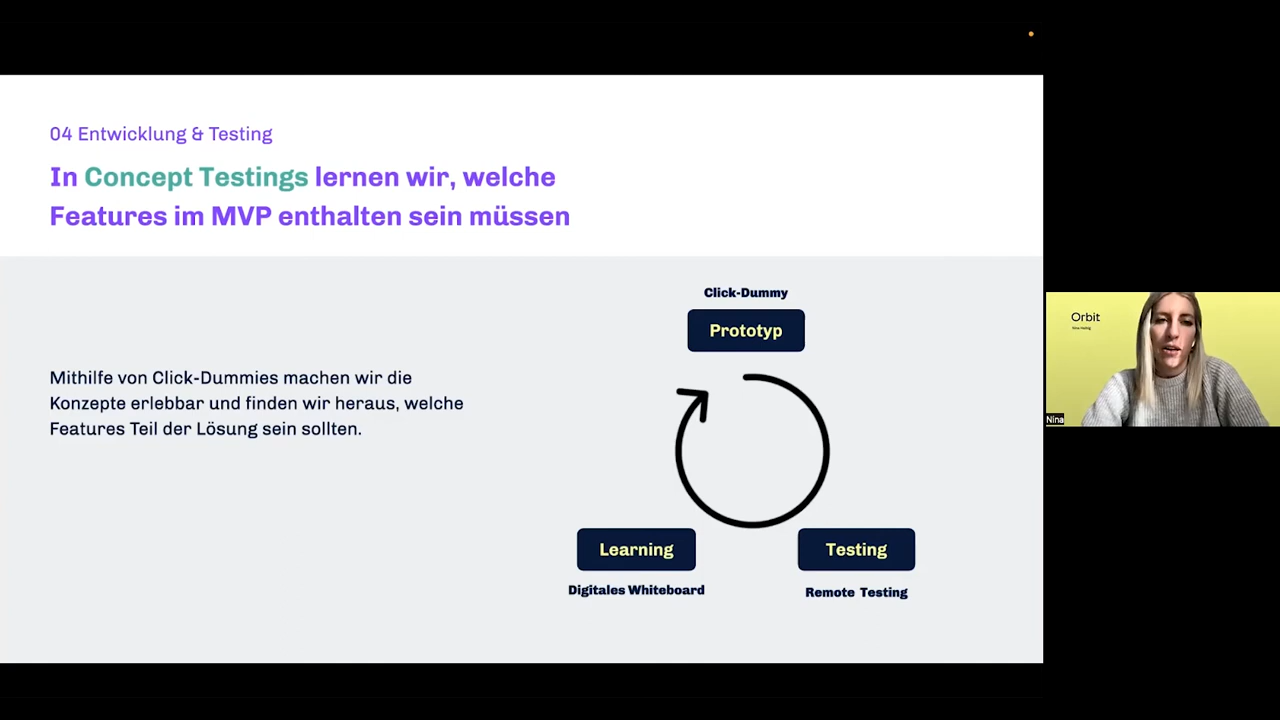 04 Entwicklung & Testing
In Concept Testings lernen wir, welche
Features im MVP enthalten sein müssen
Mithilfe von Click-Dummies machen wir die
Konzepte erlebbar und finden wir heraus, welche
Features Teil der Lösung sein sollten.
Click-Dummy
Prototyp
Learning
Testing
Digitales Whiteboard
Remote Testing
Orbit
Nina